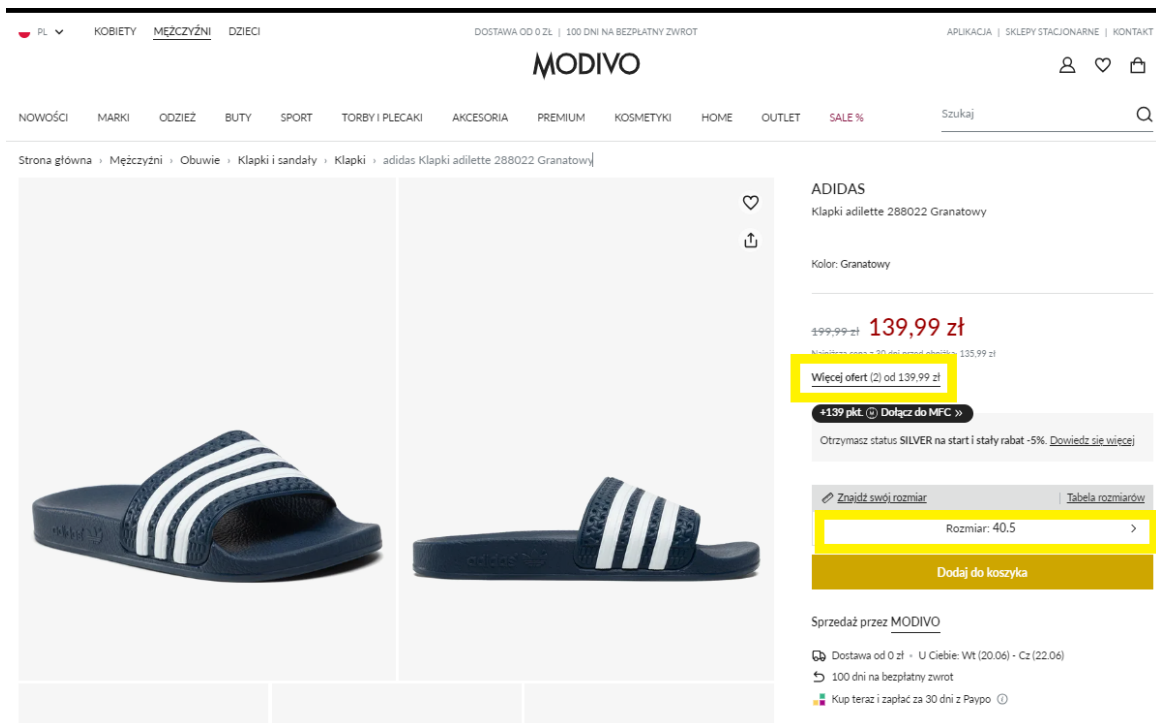 PL KOBIETY MĘŻCZYŹNI DZIECI DOSTAWA OD 0 ZŁ | 100 DNI NA BEZPŁATNY ZWROT APLIKACJA | SKLEPY STACJONARNE | KONTAKT
MODIVO
NOWOŚCI MARKI ODZIEŻ BUTY SPORT TORBY I PLECAKI AKCESORIA PREMIUM KOSMETYKI HOME OUTLET SALE % Szukaj
Strona główna › Mężczyźni › Obuwie › Klapki i sandały › Klapki › adidas Klapki adilette 288022 Granatowy
ADIDAS
Klapki adilette 288022 Granatowy
Kolor: Granatowy
199,99 zł 139,99 zł
Najniższa cena z 30 dni przed obniżką: 135,99 zł
Więcej ofert (2) od 139,99 zł
+139 pkt. M Dołącz do MFC »
Otrzymasz status SILVER na start i stały rabat -5%. Dowiedz się więcej
Znajdź swój rozmiar | Tabela rozmiarów
Rozmiar: 40.5
Dodaj do koszyka
Sprzedaż przez MODIVO
Dostawa od 0 zł • U Ciebie: Wt (20.06) - Cz (22.06)
100 dni na bezpłatny zwrot
Kup teraz i zapłać za 30 dni z Paypo
adidas
adidas